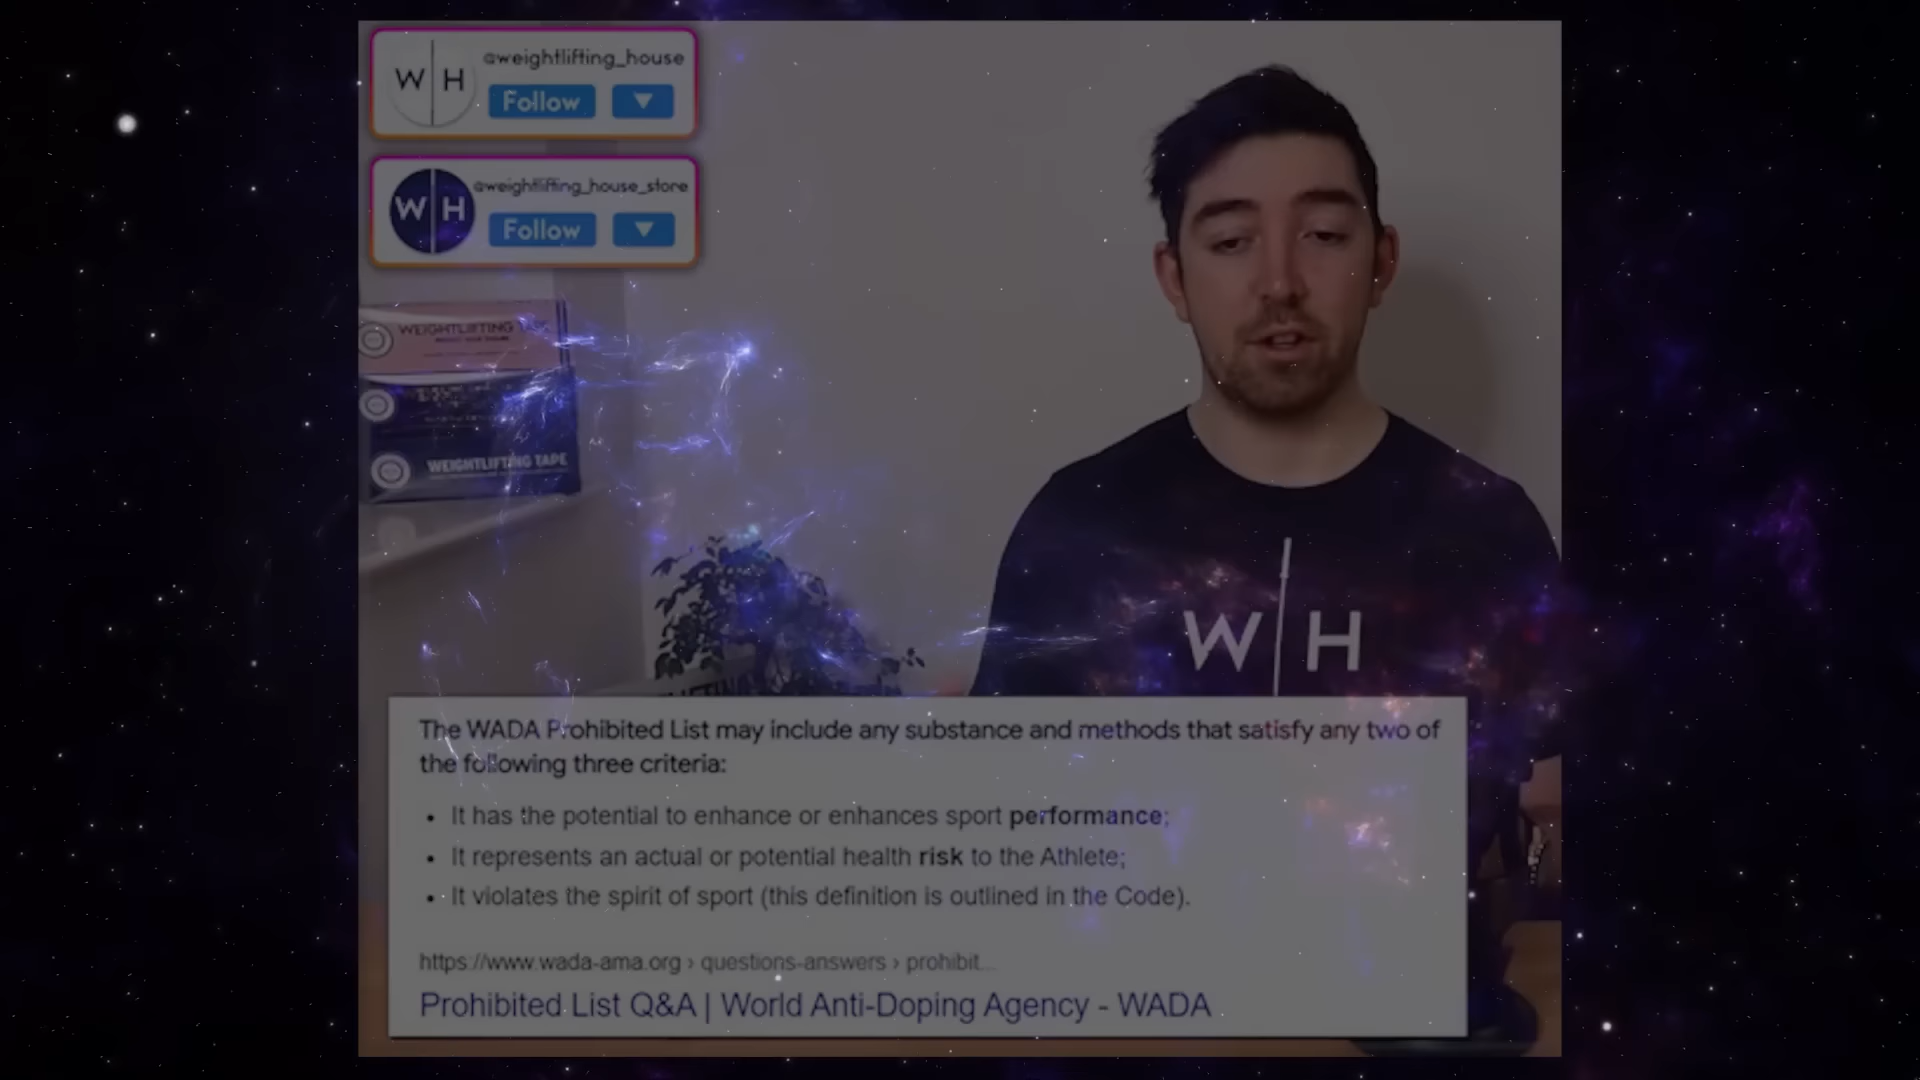 W H
@weightlifting_house
Follow
W H
@weightlifting_house_store
Follow
WEIGHTLIFTING TAPE
WEIGHTLIFTING TAPE
W H
The WADA Prohibited List may include any substance and methods that satisfy any two of
the following three criteria:
• It has the potential to enhance or enhances sport performance;
• It represents an actual or potential health risk to the Athlete;
• It violates the spirit of sport (this definition is outlined in the Code).
https://www.wada-ama.org › questions-answers › prohibit...
Prohibited List Q&A | World Anti-Doping Agency - WADA